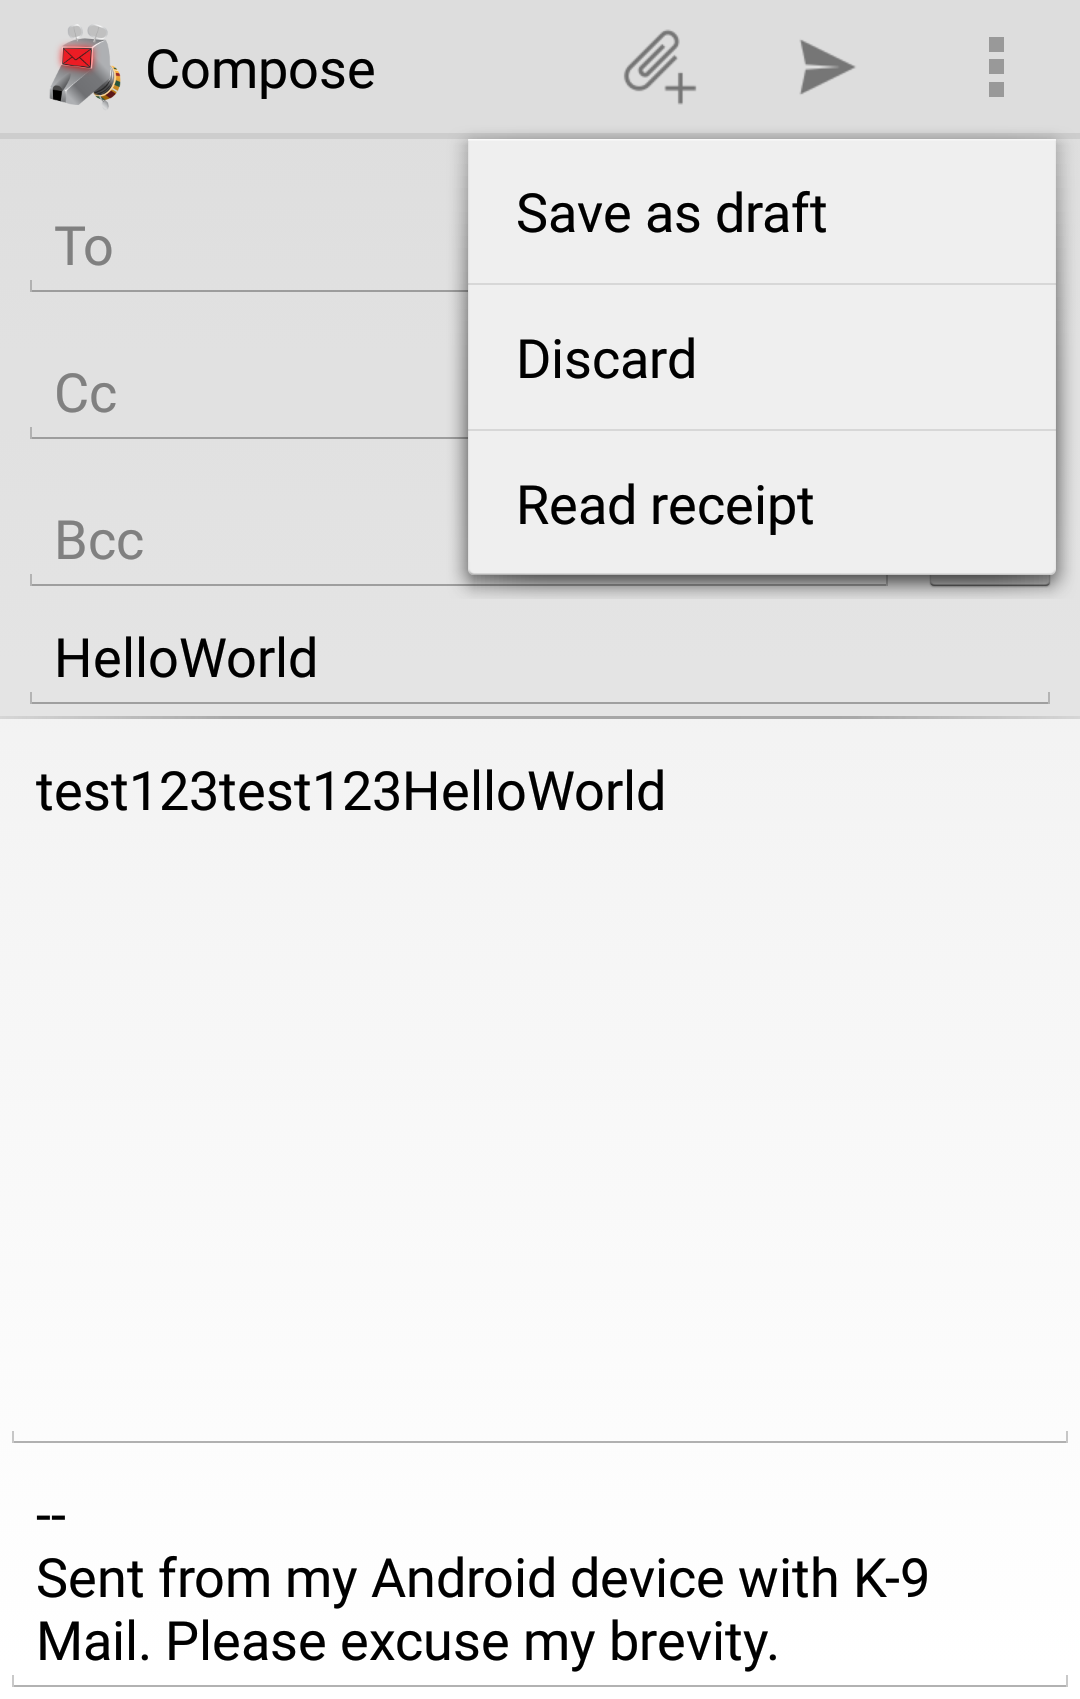 Compose
Save as draft
To
Discard
Cc
Read receipt
Bcc
HelloWorld
test123test123HelloWorld
--
Sent from my Android device with K-9
Mail. Please excuse my brevity.